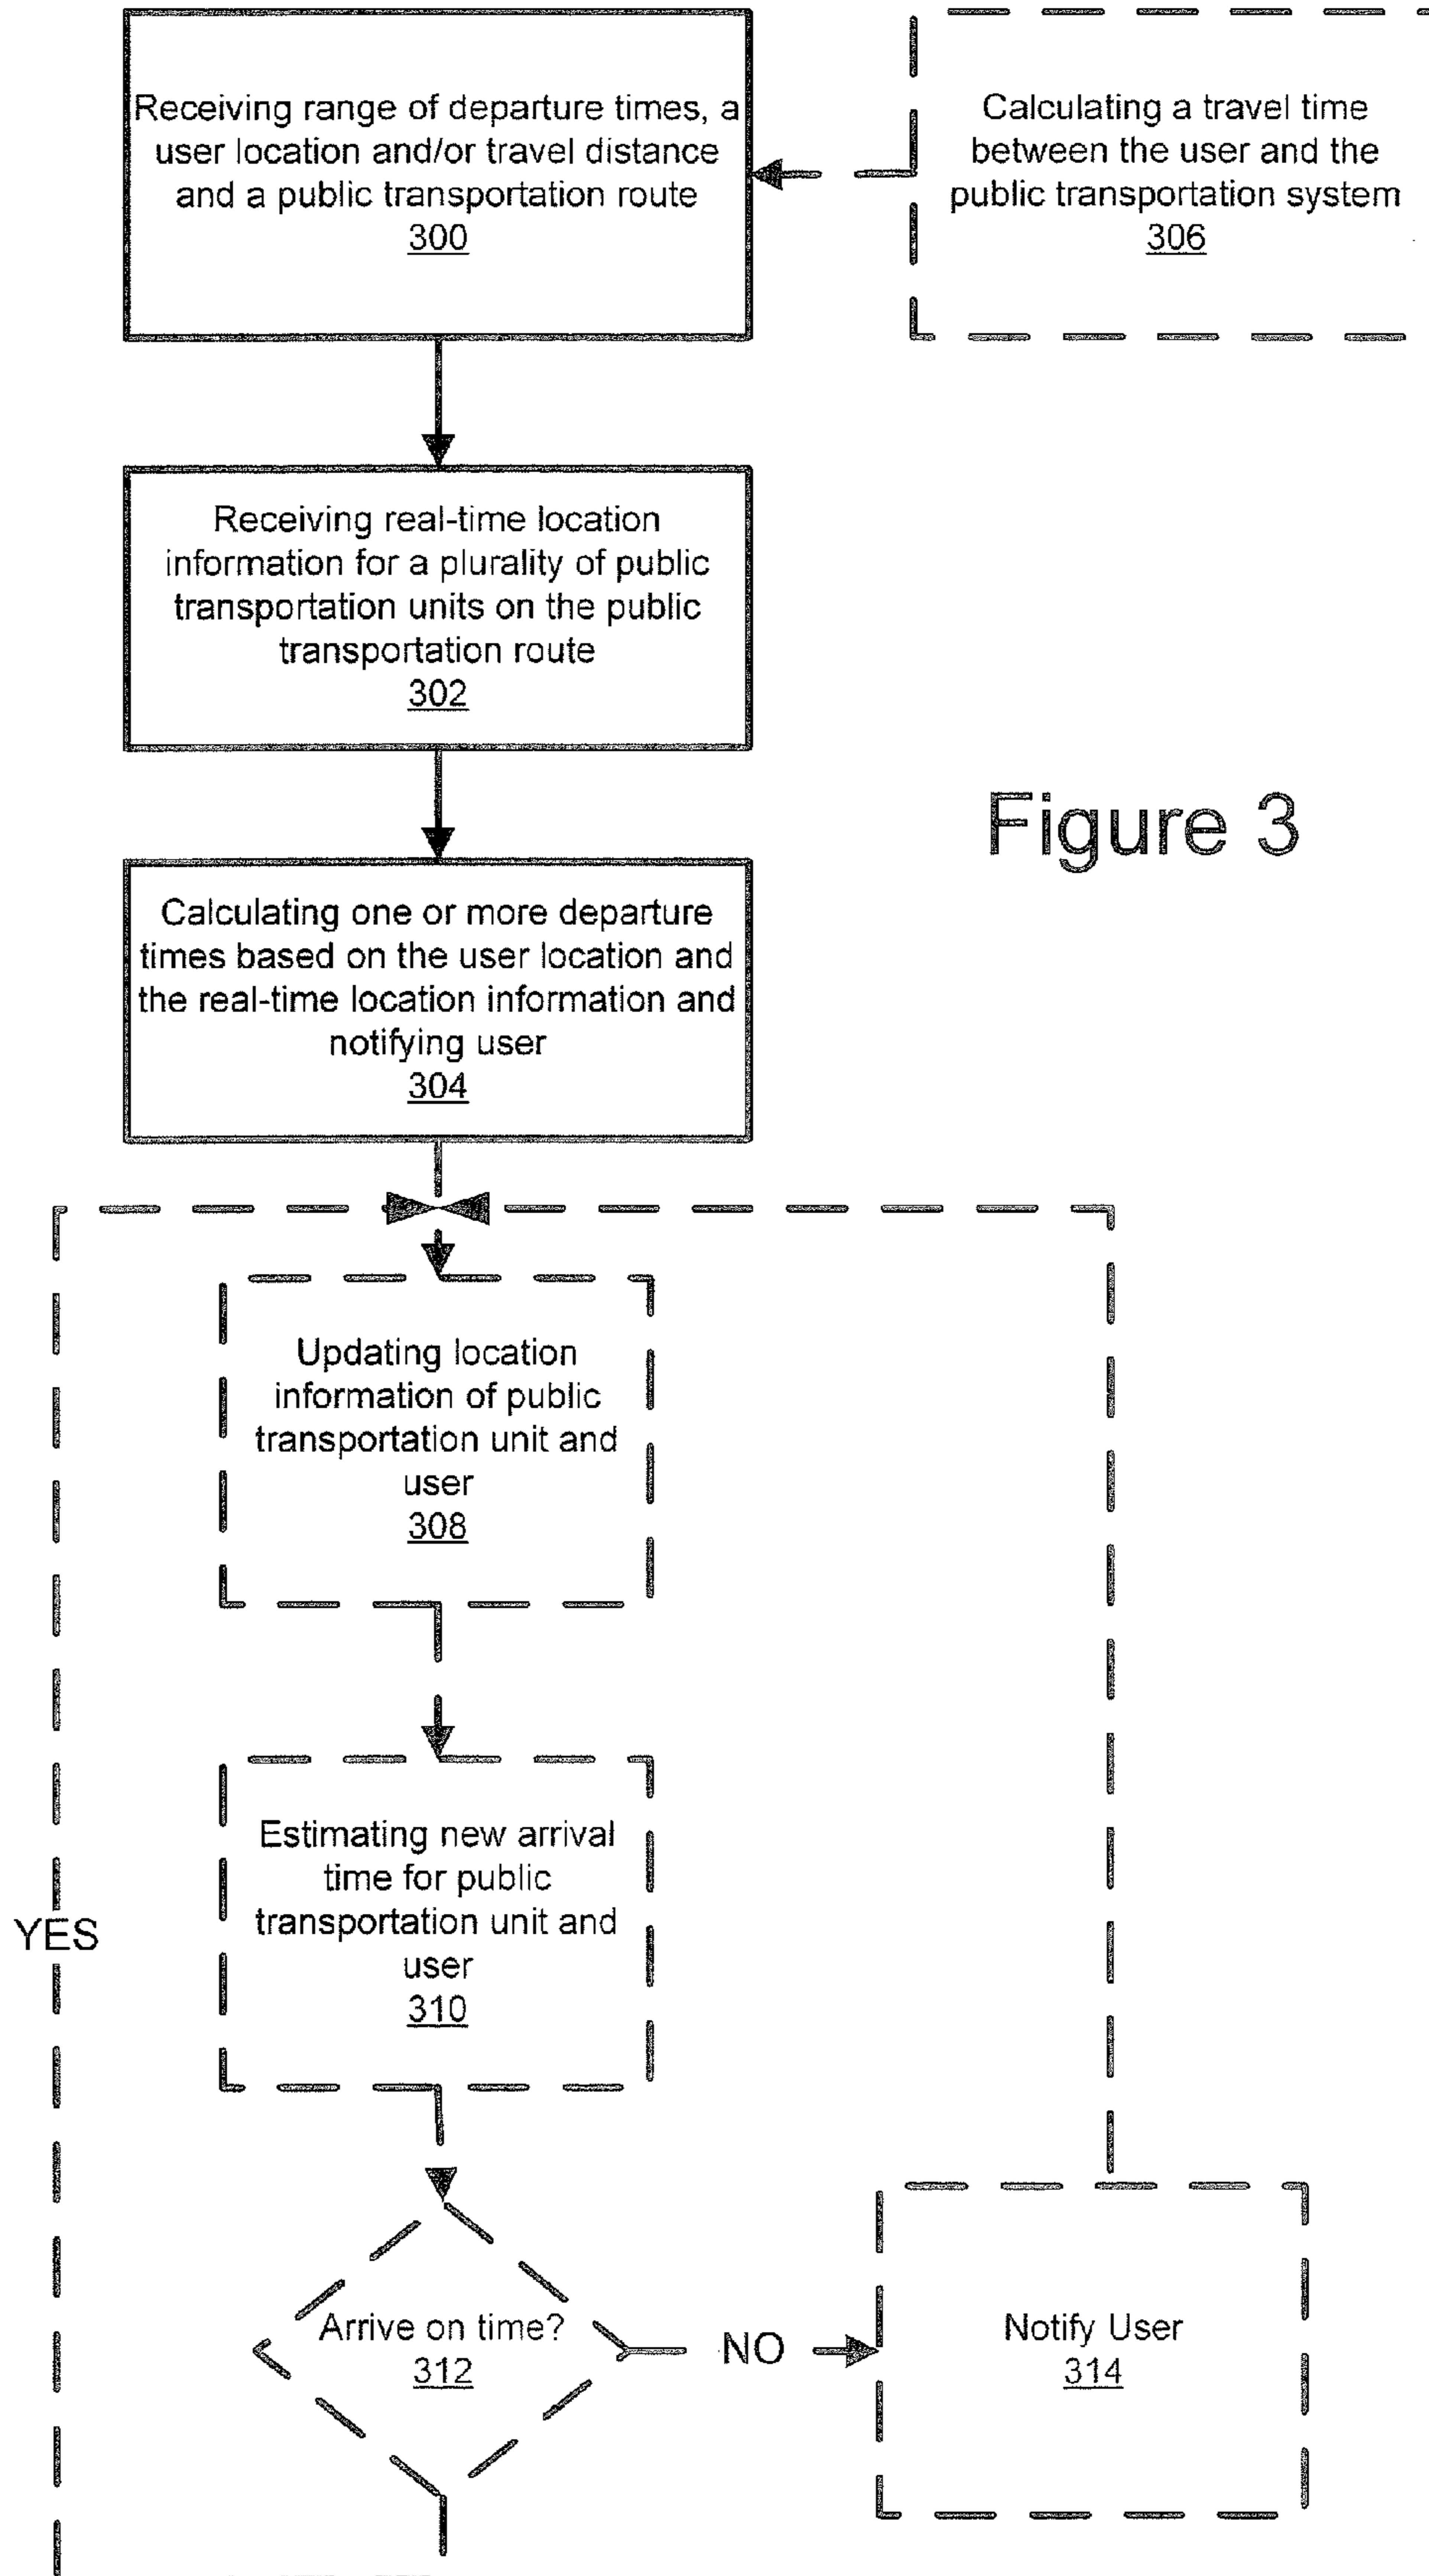 Receiving range of departure times, a
user location and/or travel distance
and a public transportation route
300
Calculating a travel time
between the user and the
public transportation system
306
Receiving real-time location
information for a plurality of public
transportation units on the public
transportation route
302
Figure 3
Calculating one or more departure
times based on the user location and
the real-time location information and
notifying user
304
Updating location
information of public
transportation unit and
user
308
Estimating new arrival
time for public
transportation unit and
user
310
YES
Arrive on time?
312
NO
Notify User
314